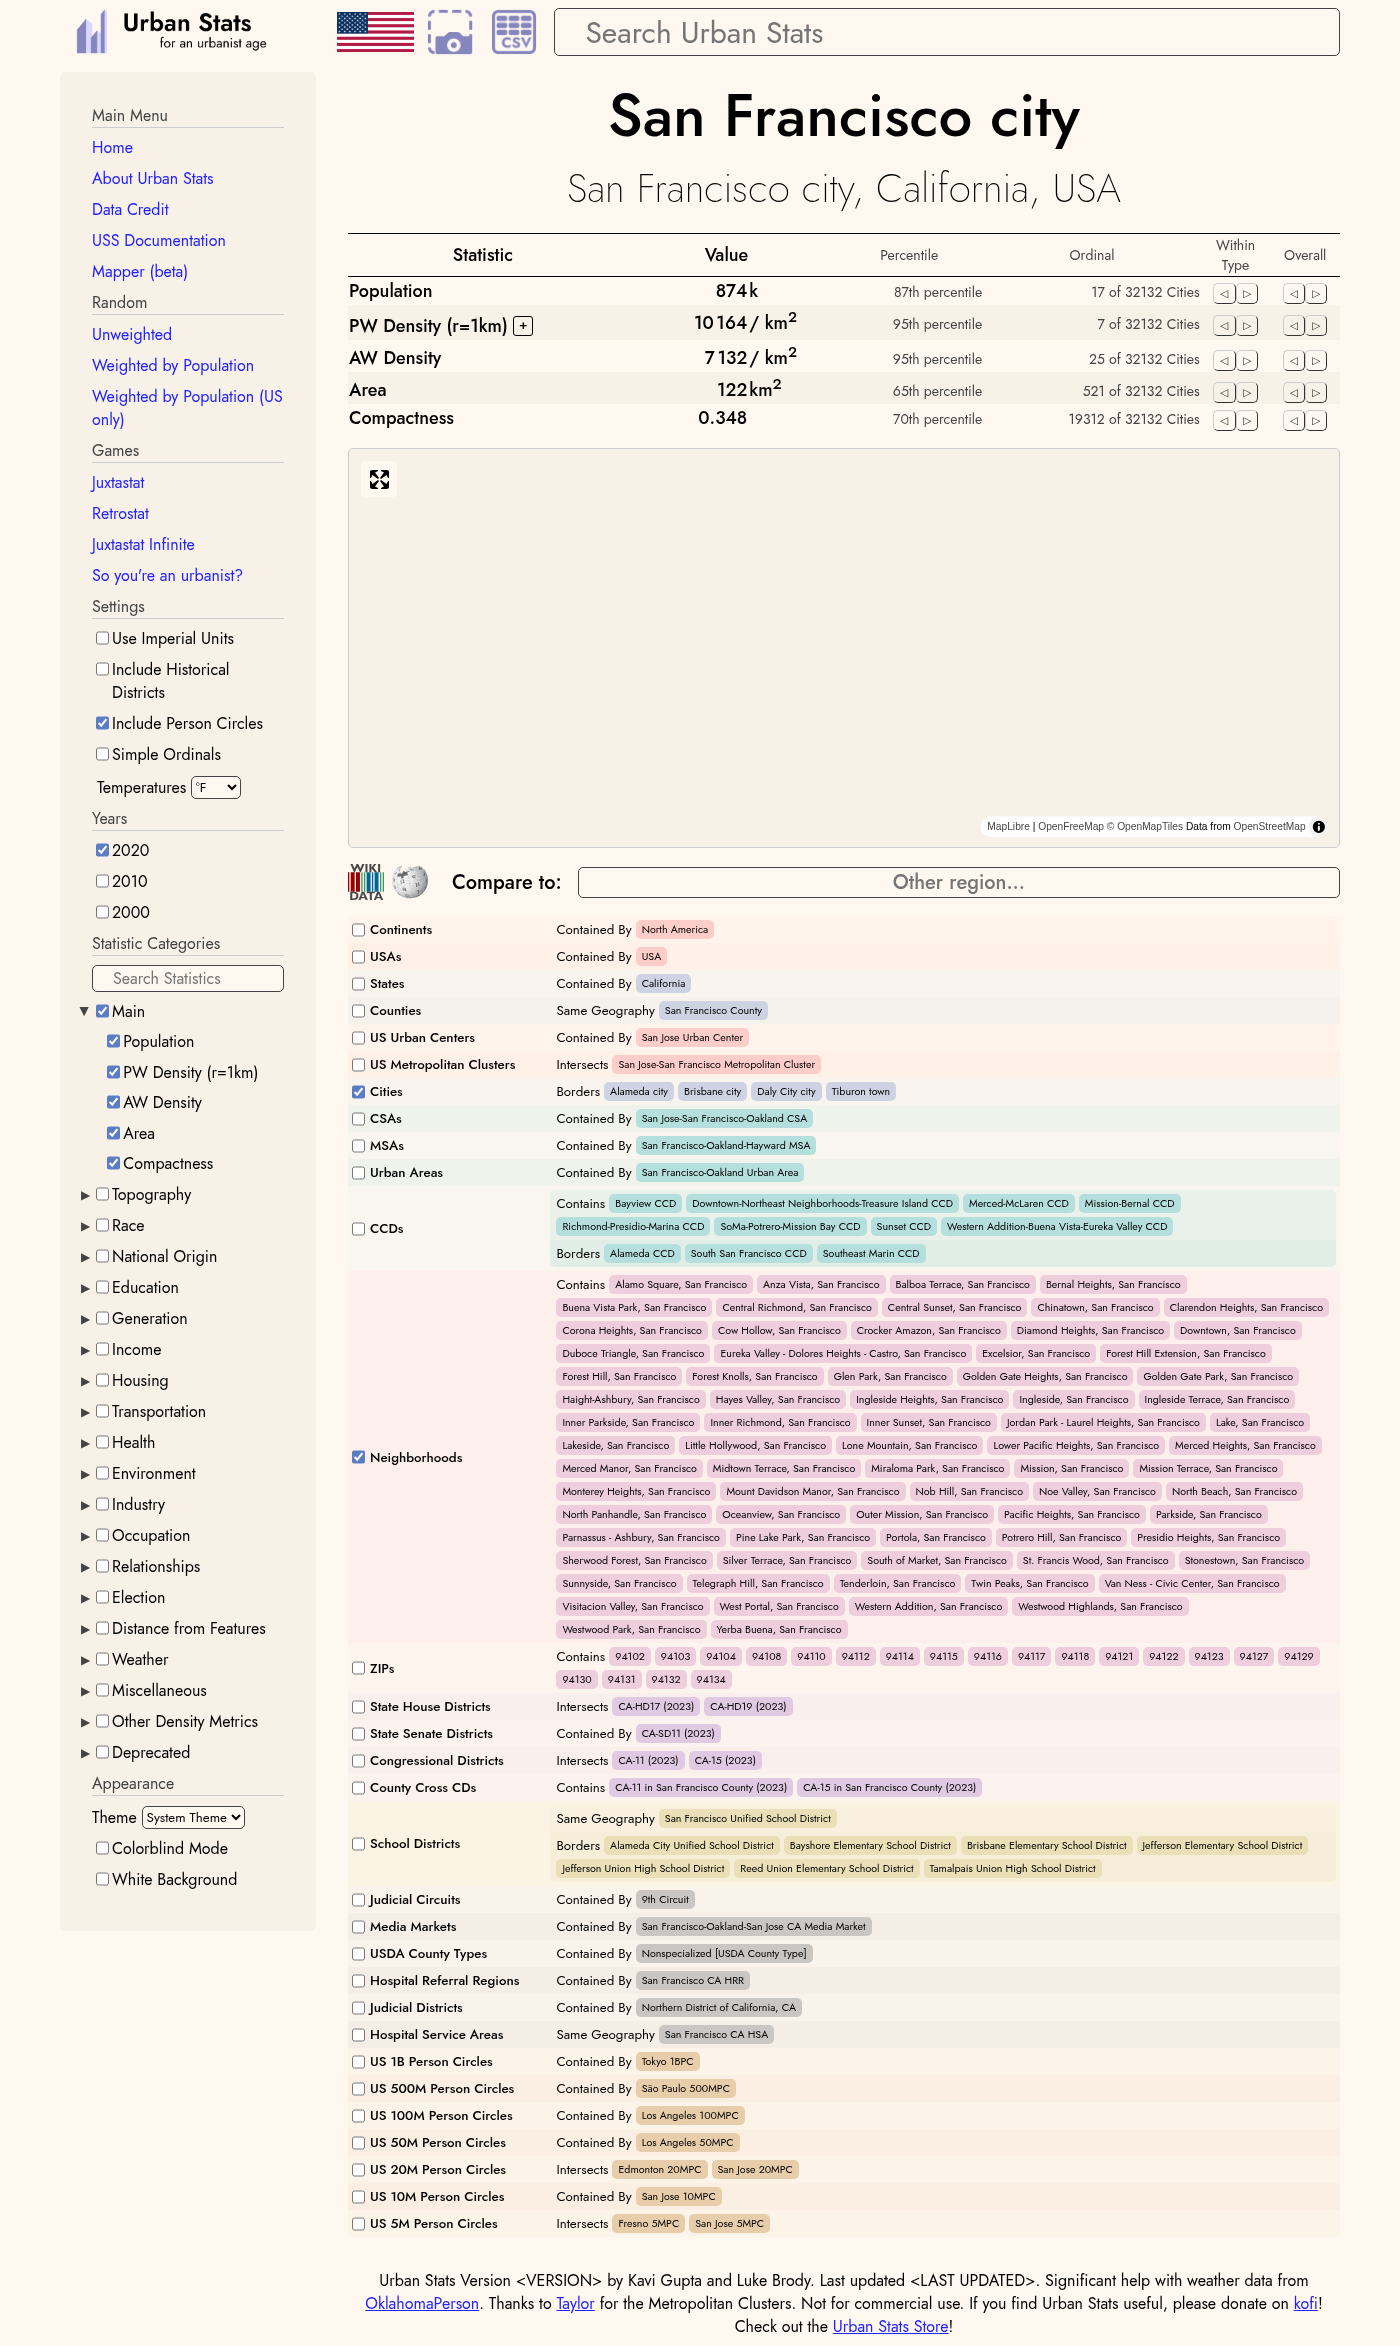 Urban Stats
for an urbanist age
CSV
Search Urban Stats
Main Menu
Home
About Urban Stats
Data Credit
USS Documentation
Mapper (beta)
Random
Unweighted
Weighted by Population
Weighted by Population (US
only)
Games
Juxtastat
Retrostat
Juxtastat Infinite
So you're an urbanist?
Settings
Use Imperial Units
Include Historical
Districts
Include Person Circles
Simple Ordinals
Temperatures °F
Years
2020
2010
2000
Statistic Categories
Search Statistics
Main
Population
PW Density (r=1km)
AW Density
Area
Compactness
Topography
Race
National Origin
Education
Generation
Income
Housing
Transportation
Health
Environment
Industry
Occupation
Relationships
Election
Distance from Features
Weather
Miscellaneous
Other Density Metrics
Deprecated
Appearance
Theme System Theme
Colorblind Mode
White Background
San Francisco city
San Francisco city, California, USA
Statistic Value Percentile Ordinal Within Type Overall
Population 874k 87th percentile 17 of 32132 Cities
PW Density (r=1km) + 10 164 / km2 95th percentile 7 of 32132 Cities
AW Density 7 132 / km2 95th percentile 25 of 32132 Cities
Area 122 km2 65th percentile 521 of 32132 Cities
Compactness 0.348 70th percentile 19312 of 32132 Cities
MapLibre | OpenFreeMap © OpenMapTiles Data from OpenStreetMap
WIKI
DATA
Compare to: Other region...
Continents Contained By North America
USAs Contained By USA
States Contained By California
Counties Same Geography San Francisco County
US Urban Centers Contained By San Jose Urban Center
US Metropolitan Clusters Intersects San Jose-San Francisco Metropolitan Cluster
Cities Borders Alameda city Brisbane city Daly City city Tiburon town
CSAs Contained By San Jose-San Francisco-Oakland CSA
MSAs Contained By San Francisco-Oakland-Hayward MSA
Urban Areas Contained By San Francisco-Oakland Urban Area
CCDs
Contains Bayview CCD Downtown-Northeast Neighborhoods-Treasure Island CCD Merced-McLaren CCD Mission-Bernal CCD
Richmond-Presidio-Marina CCD SoMa-Potrero-Mission Bay CCD Sunset CCD Western Addition-Buena Vista-Eureka Valley CCD
Borders Alameda CCD South San Francisco CCD Southeast Marin CCD
Neighborhoods
Contains Alamo Square, San Francisco Anza Vista, San Francisco Balboa Terrace, San Francisco Bernal Heights, San Francisco
Buena Vista Park, San Francisco Central Richmond, San Francisco Central Sunset, San Francisco Chinatown, San Francisco Clarendon Heights, San Francisco
Corona Heights, San Francisco Cow Hollow, San Francisco Crocker Amazon, San Francisco Diamond Heights, San Francisco Downtown, San Francisco
Duboce Triangle, San Francisco Eureka Valley - Dolores Heights - Castro, San Francisco Excelsior, San Francisco Forest Hill Extension, San Francisco
Forest Hill, San Francisco Forest Knolls, San Francisco Glen Park, San Francisco Golden Gate Heights, San Francisco Golden Gate Park, San Francisco
Haight-Ashbury, San Francisco Hayes Valley, San Francisco Ingleside Heights, San Francisco Ingleside, San Francisco Ingleside Terrace, San Francisco
Inner Parkside, San Francisco Inner Richmond, San Francisco Inner Sunset, San Francisco Jordan Park - Laurel Heights, San Francisco Lake, San Francisco
Lakeside, San Francisco Little Hollywood, San Francisco Lone Mountain, San Francisco Lower Pacific Heights, San Francisco Merced Heights, San Francisco
Merced Manor, San Francisco Midtown Terrace, San Francisco Miraloma Park, San Francisco Mission, San Francisco Mission Terrace, San Francisco
Monterey Heights, San Francisco Mount Davidson Manor, San Francisco Nob Hill, San Francisco Noe Valley, San Francisco North Beach, San Francisco
North Panhandle, San Francisco Oceanview, San Francisco Outer Mission, San Francisco Pacific Heights, San Francisco Parkside, San Francisco
Parnassus - Ashbury, San Francisco Pine Lake Park, San Francisco Portola, San Francisco Potrero Hill, San Francisco Presidio Heights, San Francisco
Sherwood Forest, San Francisco Silver Terrace, San Francisco South of Market, San Francisco St. Francis Wood, San Francisco Stonestown, San Francisco
Sunnyside, San Francisco Telegraph Hill, San Francisco Tenderloin, San Francisco Twin Peaks, San Francisco Van Ness - Civic Center, San Francisco
Visitacion Valley, San Francisco West Portal, San Francisco Western Addition, San Francisco Westwood Highlands, San Francisco
Westwood Park, San Francisco Yerba Buena, San Francisco
ZIPs
Contains 94102 94103 94104 94108 94110 94112 94114 94115 94116 94117 94118 94121 94122 94123 94127 94129
94130 94131 94132 94134
State House Districts Intersects CA-HD17 (2023) CA-HD19 (2023)
State Senate Districts Contained By CA-SD11 (2023)
Congressional Districts Intersects CA-11 (2023) CA-15 (2023)
County Cross CDs Contains CA-11 in San Francisco County (2023) CA-15 in San Francisco County (2023)
School Districts
Same Geography San Francisco Unified School District
Borders Alameda City Unified School District Bayshore Elementary School District Brisbane Elementary School District Jefferson Elementary School District
Jefferson Union High School District Reed Union Elementary School District Tamalpais Union High School District
Judicial Circuits Contained By 9th Circuit
Media Markets Contained By San Francisco-Oakland-San Jose CA Media Market
USDA County Types Contained By Nonspecialized [USDA County Type]
Hospital Referral Regions Contained By San Francisco CA HRR
Judicial Districts Contained By Northern District of California, CA
Hospital Service Areas Same Geography San Francisco CA HSA
US 1B Person Circles Contained By Tokyo 1BPC
US 500M Person Circles Contained By São Paulo 500MPC
US 100M Person Circles Contained By Los Angeles 100MPC
US 50M Person Circles Contained By Los Angeles 50MPC
US 20M Person Circles Intersects Edmonton 20MPC San Jose 20MPC
US 10M Person Circles Contained By San Jose 10MPC
US 5M Person Circles Intersects Fresno 5MPC San Jose 5MPC
Urban Stats Version <VERSION> by Kavi Gupta and Luke Brody. Last updated <LAST UPDATED>. Significant help with weather data from
OklahomaPerson. Thanks to Taylor for the Metropolitan Clusters. Not for commercial use. If you find Urban Stats useful, please donate on kofi!
Check out the Urban Stats Store!